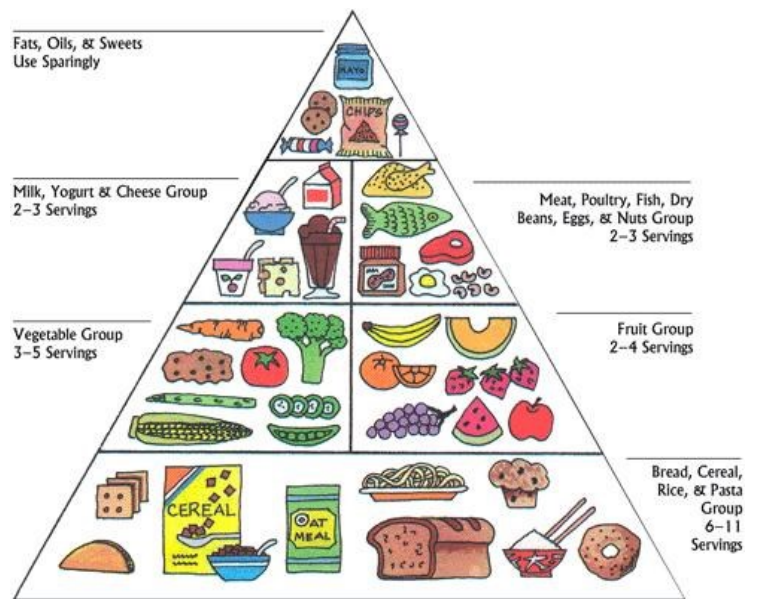 Fats, Oils, & Sweets
Use Sparingly
MAYO
CHIPS
Milk, Yogurt & Cheese Group
2–3 Servings
Meat, Poultry, Fish, Dry
Beans, Eggs, & Nuts Group
2–3 Servings
Vegetable Group
3–5 Servings
Fruit Group
2–4 Servings
Bread, Cereal,
Rice, & Pasta
Group
6–11
Servings
CEREAL
OAT
MEAL